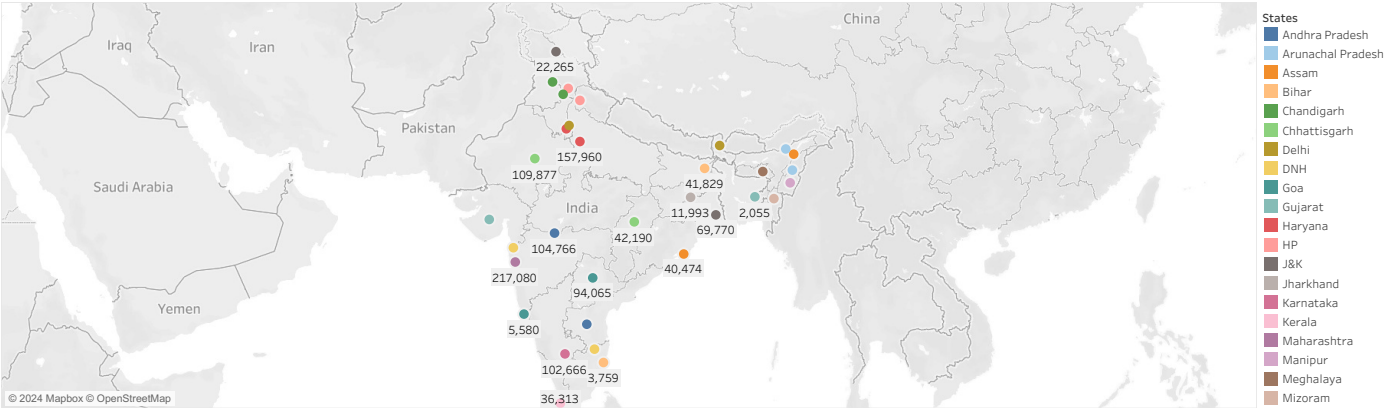 China
Iraq
Iran
22,265
Pakistan
157,960
109,877
Saudi Arabia
41,829
India
11,993
2,055
69,770
42,190
104,766
40,474
217,080
94,065
Yemen
5,580
102,666
3,759
36,313
© 2024 Mapbox © OpenStreetMap
States
Andhra Pradesh
Arunachal Pradesh
Assam
Bihar
Chandigarh
Chhattisgarh
Delhi
DNH
Goa
Gujarat
Haryana
HP
J&K
Jharkhand
Karnataka
Kerala
Maharashtra
Manipur
Meghalaya
Mizoram